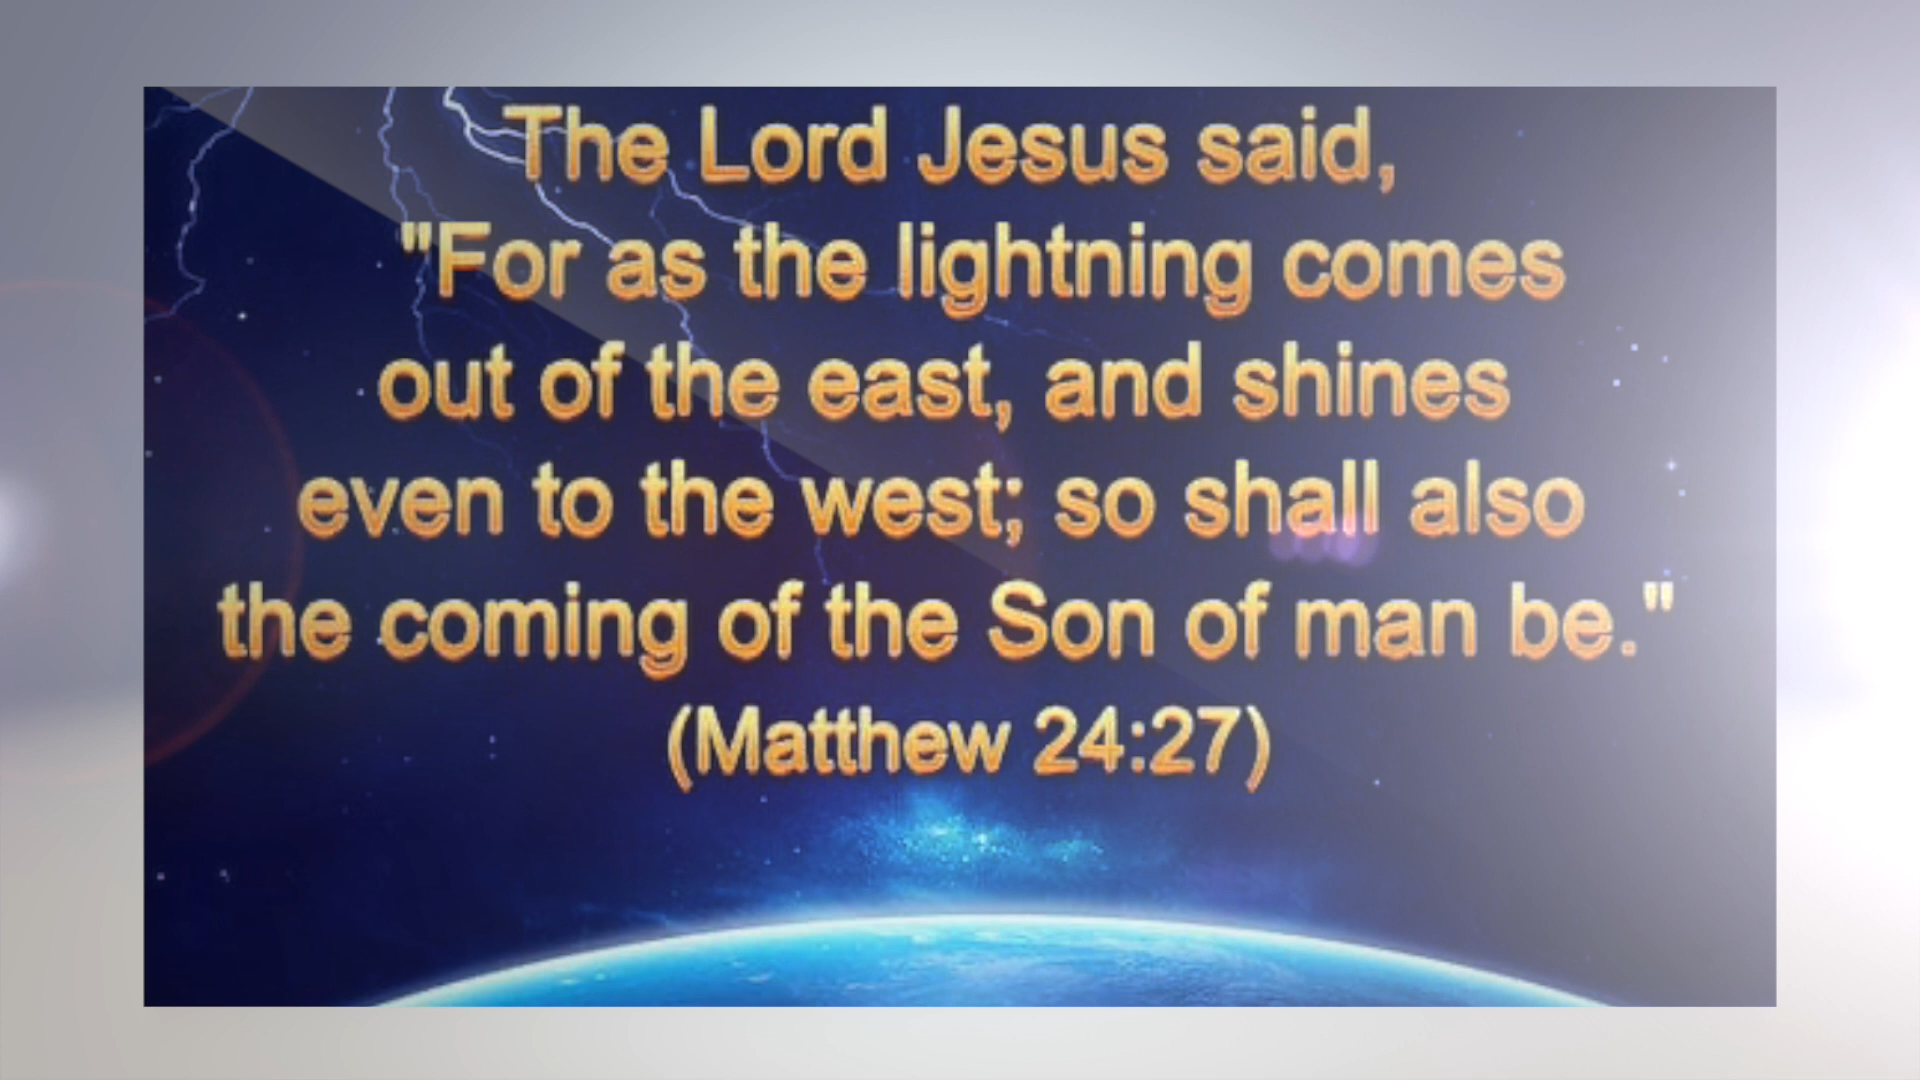 The Lord Jesus said,
"For as the lightning comes
out of the east, and shines
even to the west; so shall also
the coming of the Son of man be."
(Matthew 24:27)